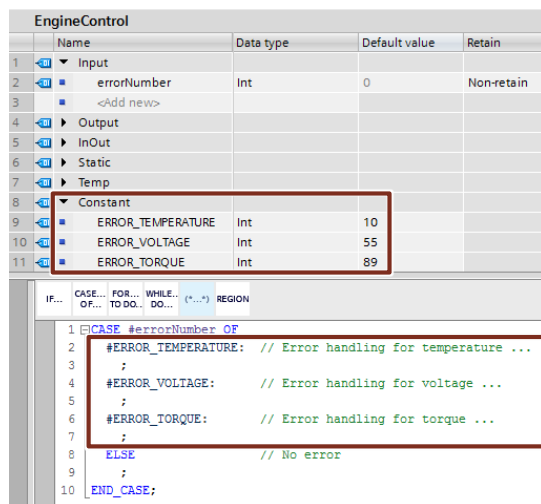 EngineControl
Name Data type Default value Retain
1 Input
2 errorNumber Int 0 Non-retain
3 <Add new>
4 Output
5 InOut
6 Static
7 Temp
8 Constant
9 ERROR_TEMPERATURE Int 10
10 ERROR_VOLTAGE Int 55
11 ERROR_TORQUE Int 89
IF... CASE... OF... FOR... TO DO.. WHILE.. DO... (*...*) REGION
1 CASE #errorNumber OF
2 #ERROR_TEMPERATURE: // Error handling for temperature ...
3 ;
4 #ERROR_VOLTAGE: // Error handling for voltage ...
5 ;
6 #ERROR_TORQUE: // Error handling for torque ...
7 ;
8 ELSE // No error
9 ;
10 END_CASE;